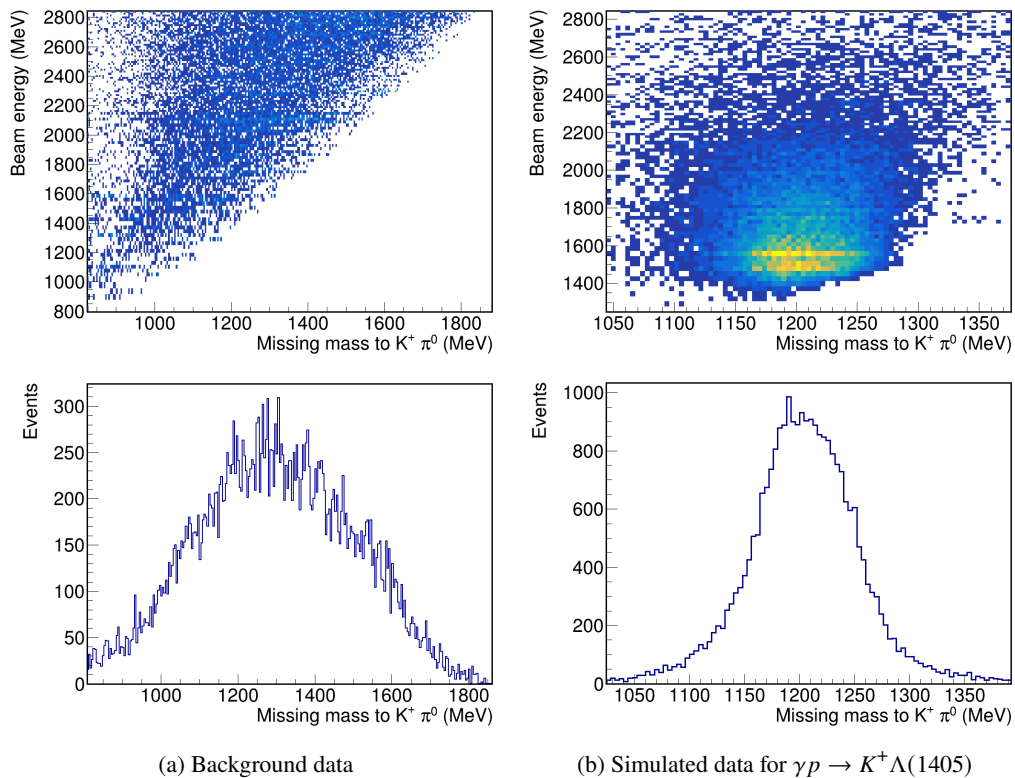 Beam energy (MeV)
2800
2600
2400
2200
2000
1800
1600
1400
1200
1000
800
1000 1200 1400 1600 1800
Missing mass to K⁺ π⁰ (MeV)
Beam energy (MeV)
2800
2600
2400
2200
2000
1800
1600
1400
1050 1100 1150 1200 1250 1300 1350
Missing mass to K⁺ π⁰ (MeV)
Events
300
250
200
150
100
50
0
1000 1200 1400 1600 1800
Missing mass to K⁺ π⁰ (MeV)
Events
1000
800
600
400
200
0
1050 1100 1150 1200 1250 1300 1350
Missing mass to K⁺ π⁰ (MeV)
(a) Background data
(b) Simulated data for γp → K⁺Λ(1405)